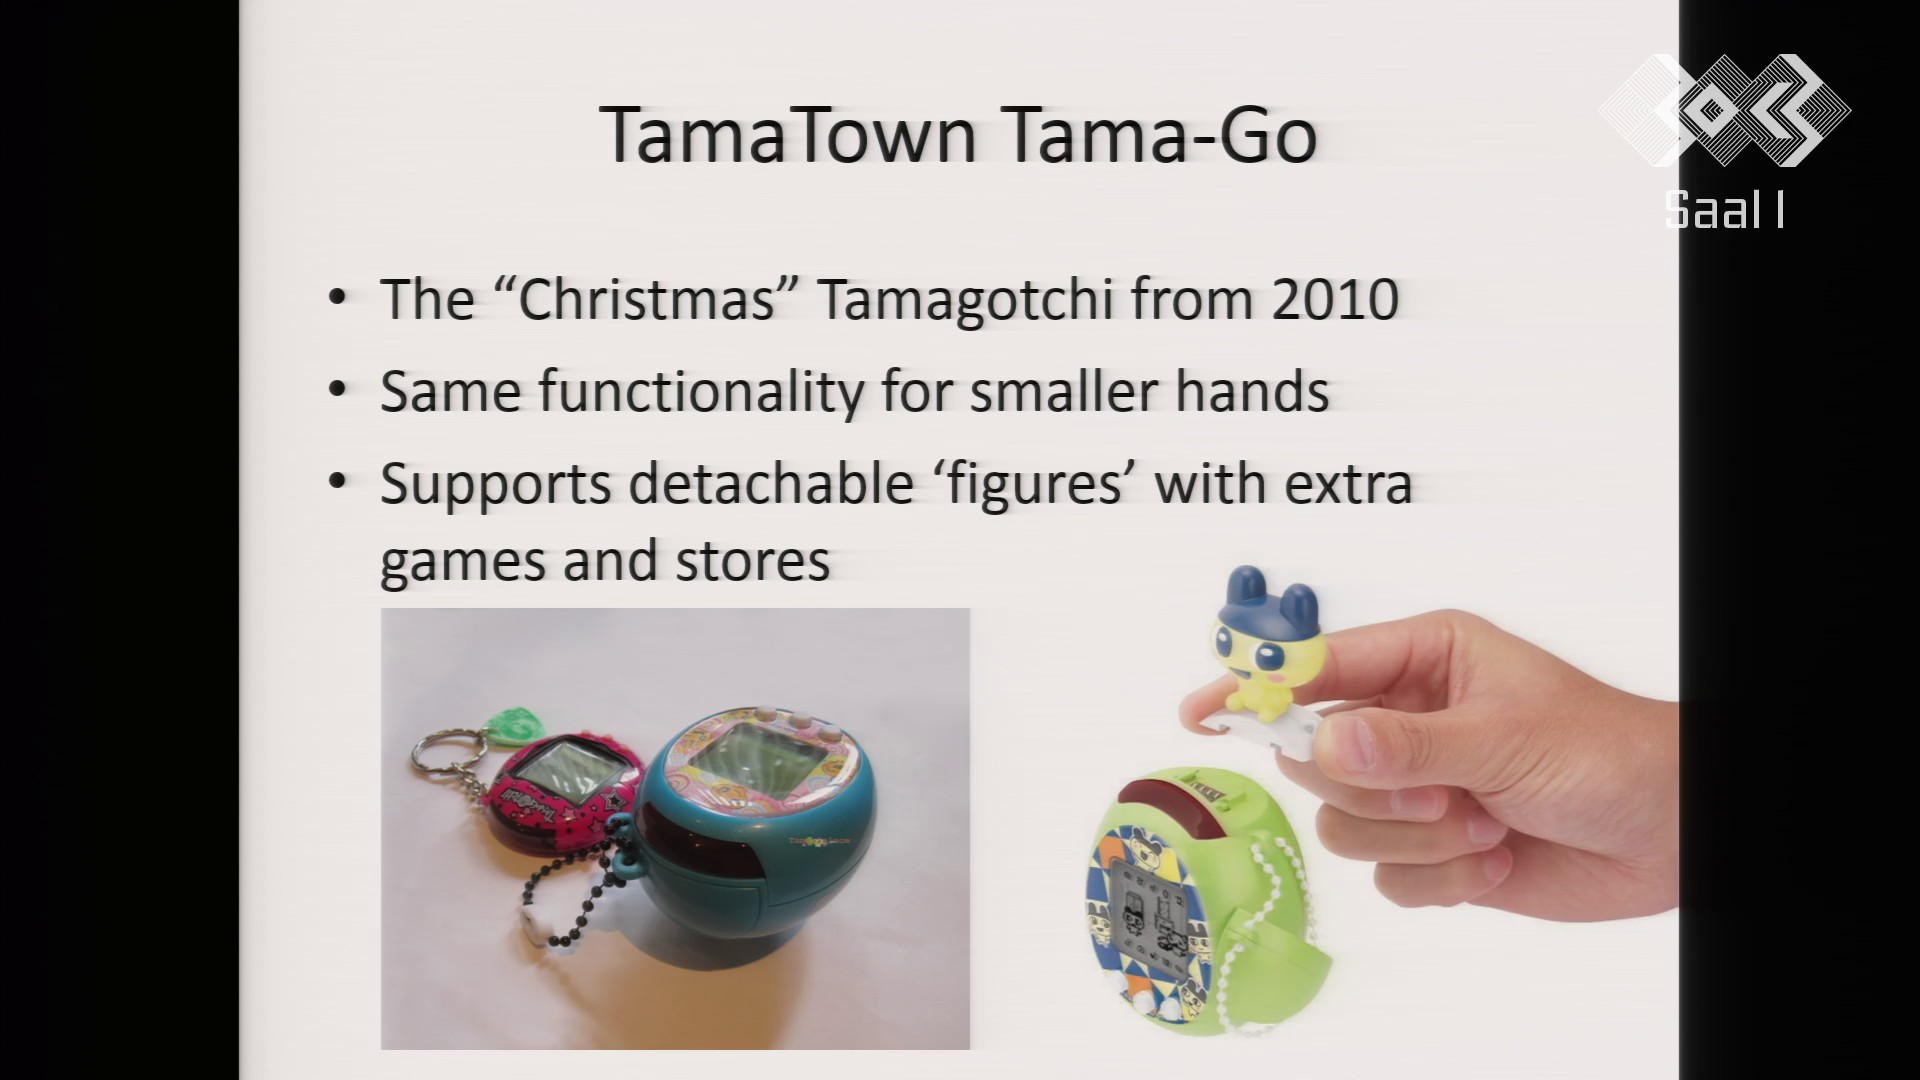 TamaTown Tama-Go
Saal 1
• The “Christmas” Tamagotchi from 2010
• Same functionality for smaller hands
• Supports detachable ‘figures’ with extra
games and stores